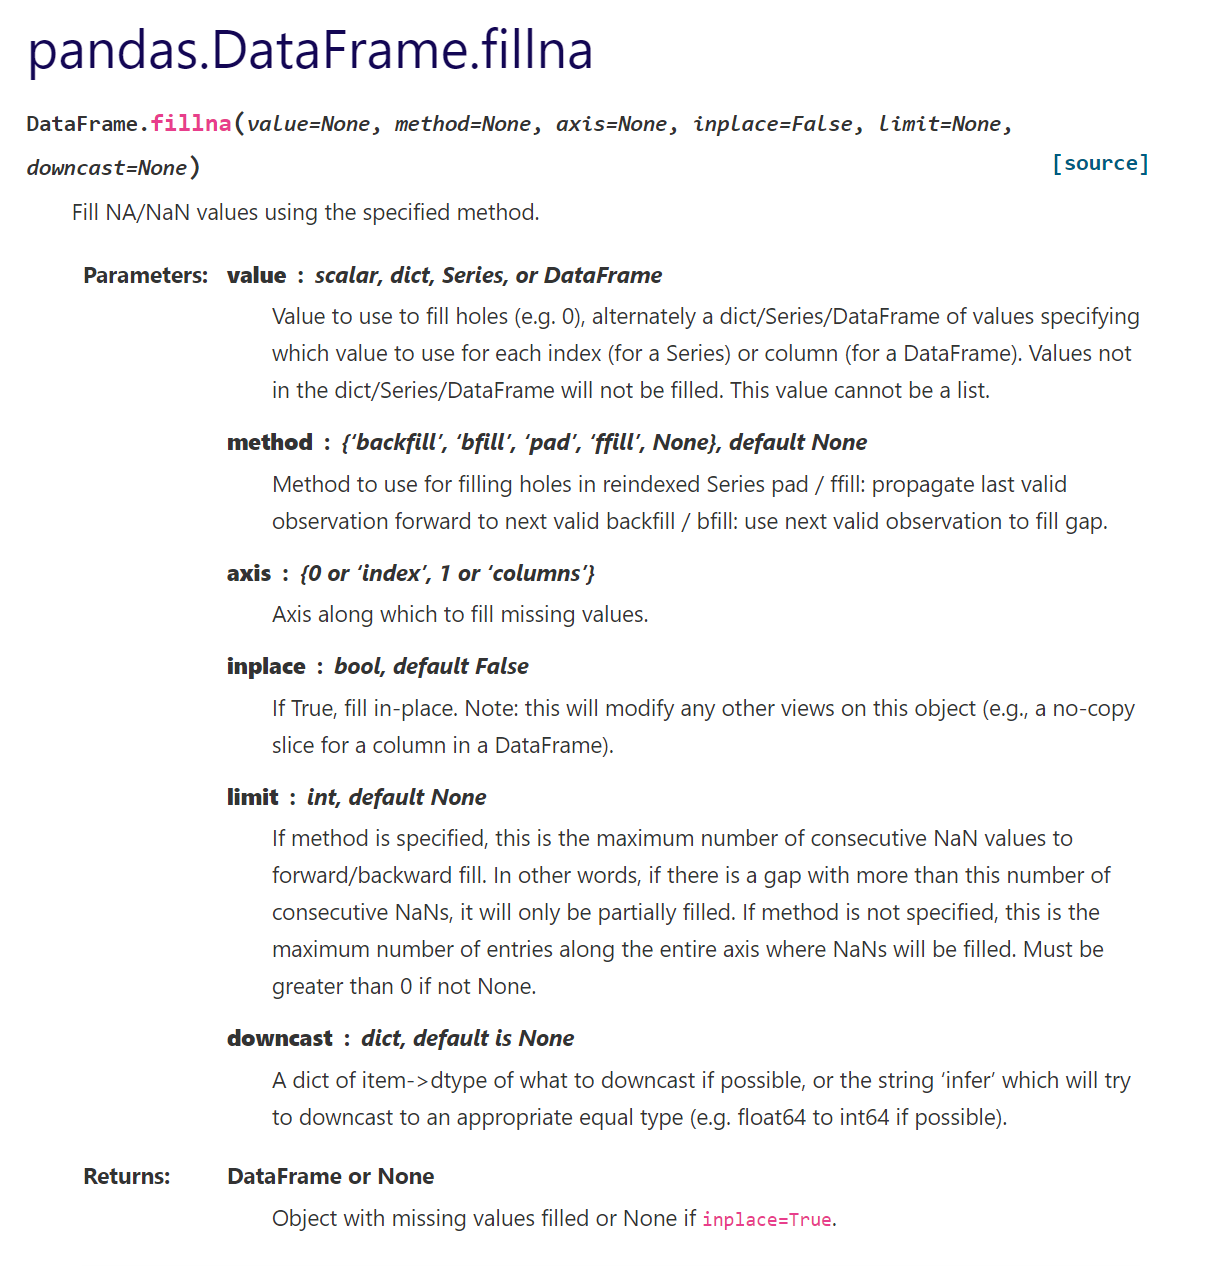 pandas.DataFrame.fillna
DataFrame.fillna(value=None, method=None, axis=None, inplace=False, limit=None,
downcast=None)
[source]
Fill NA/NaN values using the specified method.
Parameters: value : scalar, dict, Series, or DataFrame
Value to use to fill holes (e.g. 0), alternately a dict/Series/DataFrame of values specifying
which value to use for each index (for a Series) or column (for a DataFrame). Values not
in the dict/Series/DataFrame will not be filled. This value cannot be a list.
method : {‘backfill’, ‘bfill’, ‘pad’, ‘ffill’, None}, default None
Method to use for filling holes in reindexed Series pad / ffill: propagate last valid
observation forward to next valid backfill / bfill: use next valid observation to fill gap.
axis : {0 or ‘index’, 1 or ‘columns’}
Axis along which to fill missing values.
inplace : bool, default False
If True, fill in-place. Note: this will modify any other views on this object (e.g., a no-copy
slice for a column in a DataFrame).
limit : int, default None
If method is specified, this is the maximum number of consecutive NaN values to
forward/backward fill. In other words, if there is a gap with more than this number of
consecutive NaNs, it will only be partially filled. If method is not specified, this is the
maximum number of entries along the entire axis where NaNs will be filled. Must be
greater than 0 if not None.
downcast : dict, default is None
A dict of item->dtype of what to downcast if possible, or the string ‘infer’ which will try
to downcast to an appropriate equal type (e.g. float64 to int64 if possible).
Returns: DataFrame or None
Object with missing values filled or None if inplace=True.